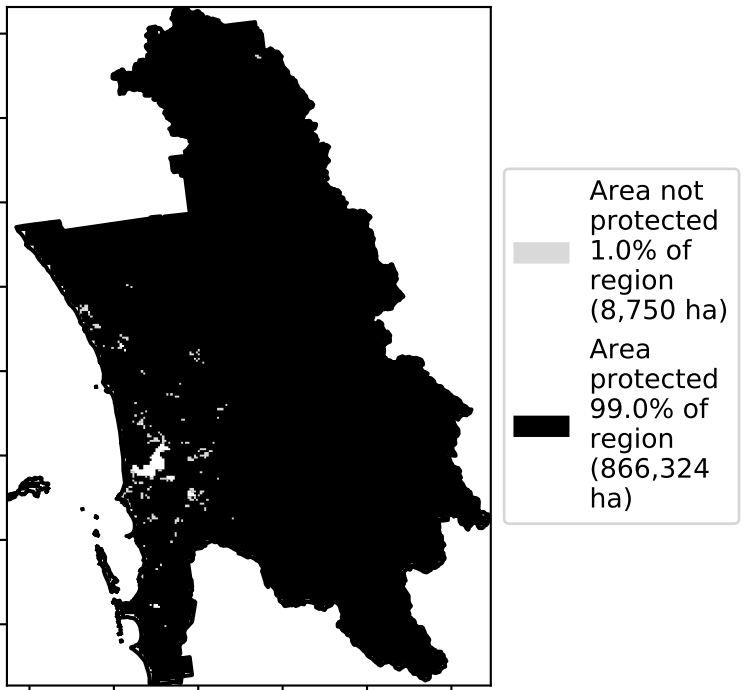 Area not
protected
1.0% of
region
(8,750 ha)
Area
protected
99.0% of
region
(866,324
ha)